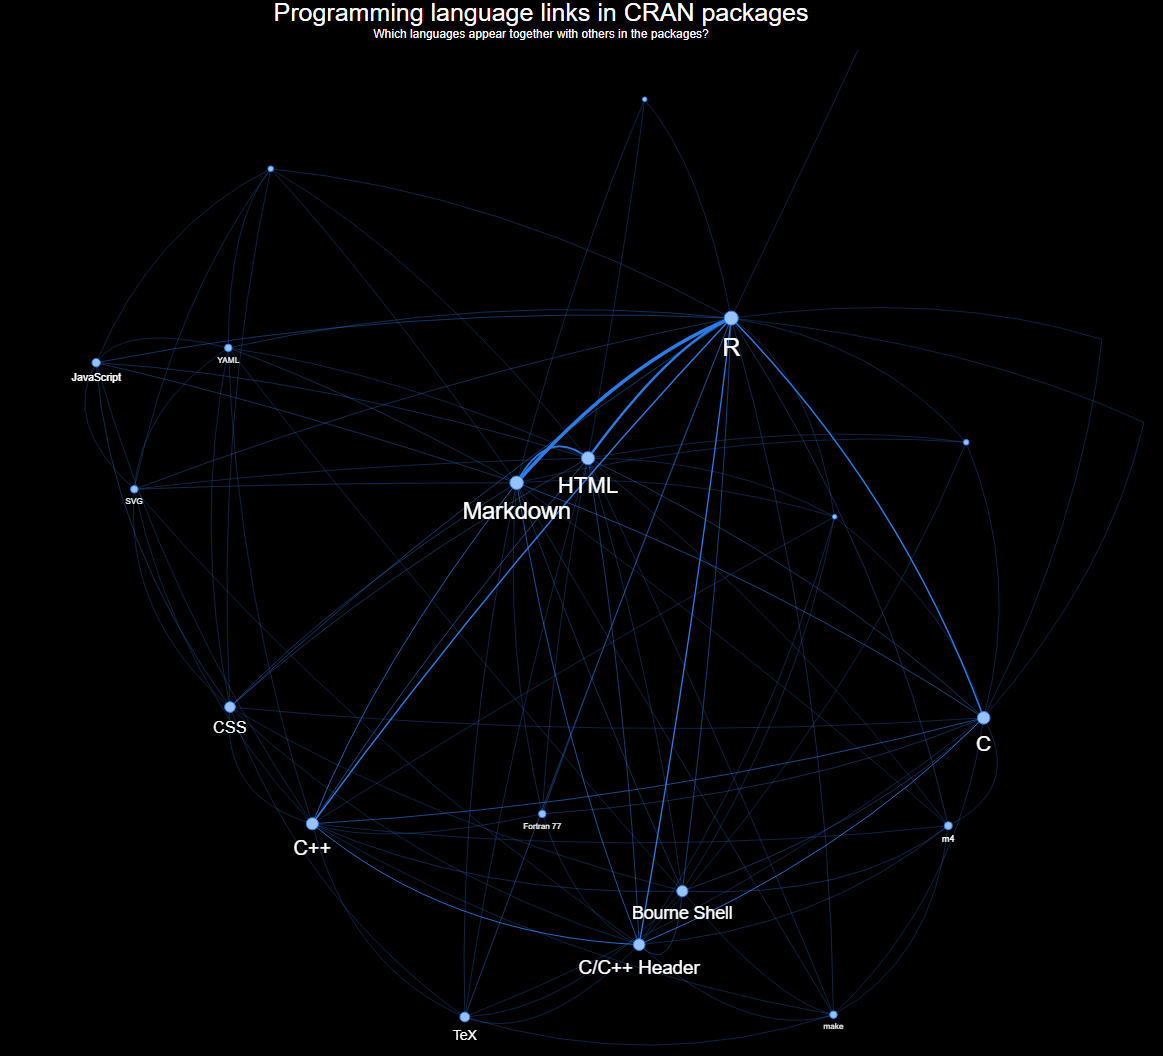 Programming language links in CRAN packages
Which languages appear together with others in the packages?
R
YAML
JavaScript
HTML
SVG
Markdown
CSS
C
Fortran 77
m4
C++
Bourne Shell
C/C++ Header
make
TeX